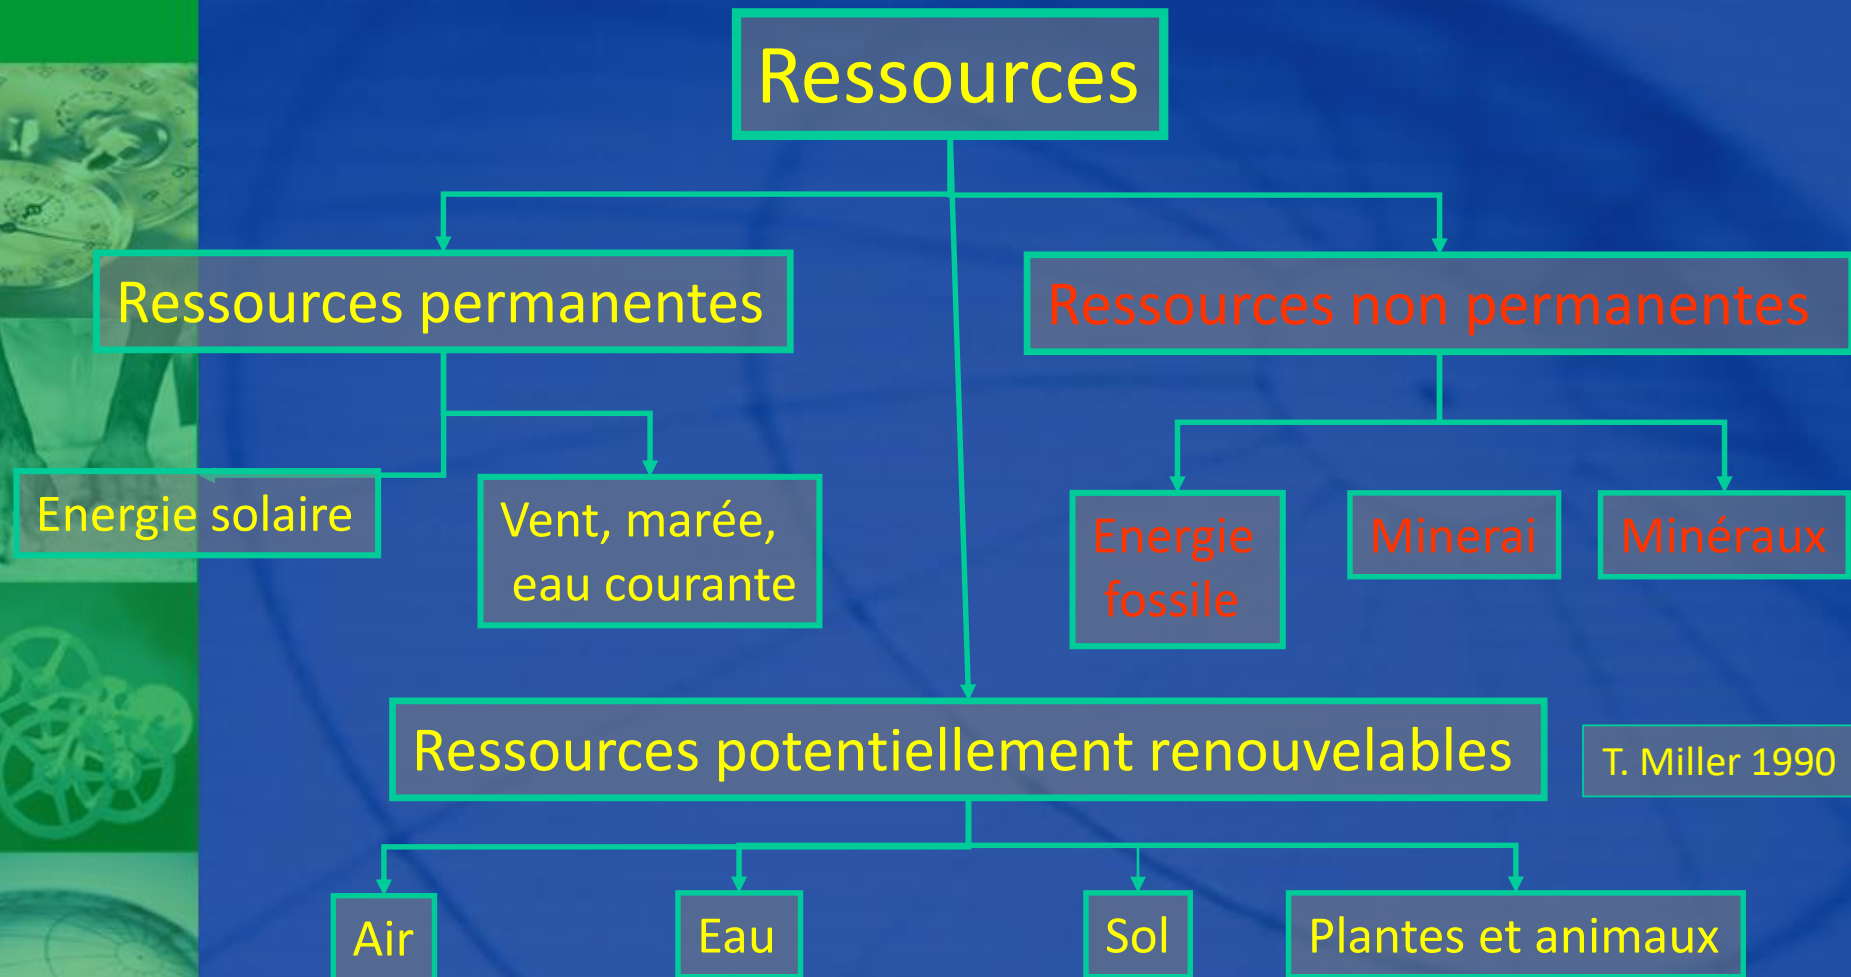 Ressources
Ressources permanentes
Ressources non permanentes
Energie solaire
Vent, marée,
eau courante
Energie
fossile
Minerai
Minéraux
Ressources potentiellement renouvelables
T. Miller 1990
Air
Eau
Sol
Plantes et animaux